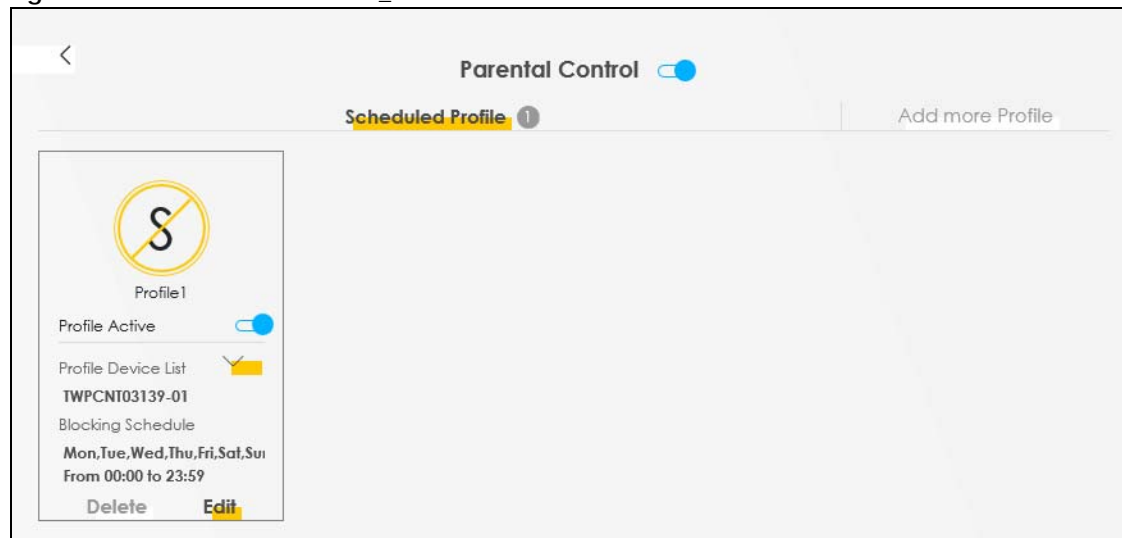 Parental Control
Scheduled Profile 1
Add more Profile
S
Profile1
Profile Active
Profile Device List
TWPCNT03139-01
Blocking Schedule
Mon,Tue,Wed,Thu,Fri,Sat,Sun
From 00:00 to 23:59
Delete Edit